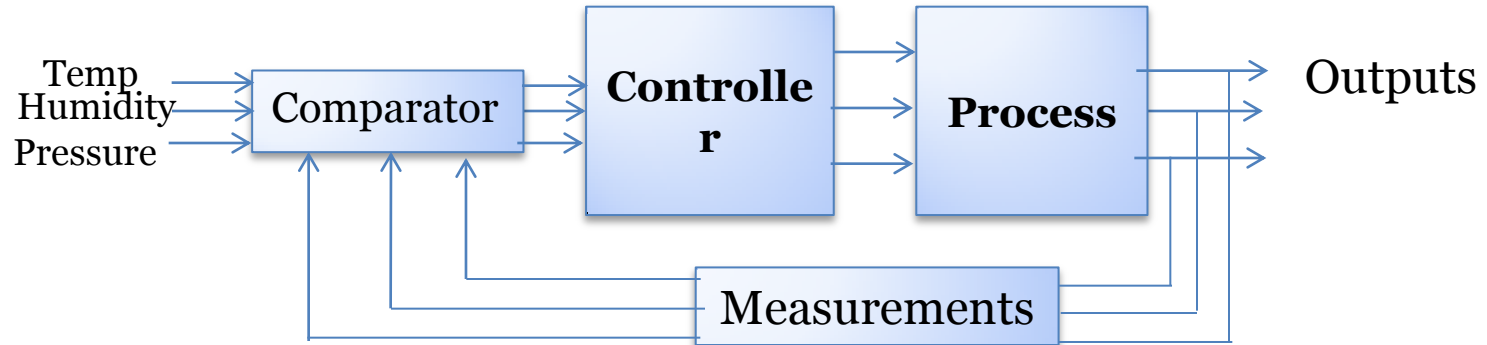 Temp
Humidity
Pressure
Comparator
Controlle
r
Process
Outputs
Measurements